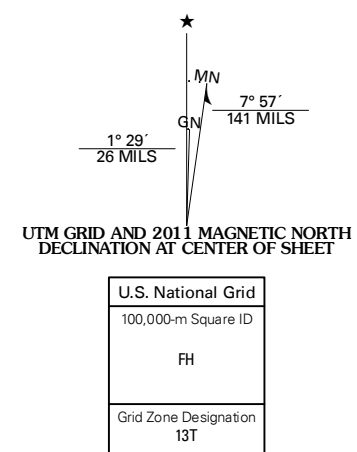 ★
MN
GN
7° 57´
141 MILS
1° 29´
26 MILS
UTM GRID AND 2011 MAGNETIC NORTH
DECLINATION AT CENTER OF SHEET
U.S. National Grid
100,000-m Square ID
FH
Grid Zone Designation
13T